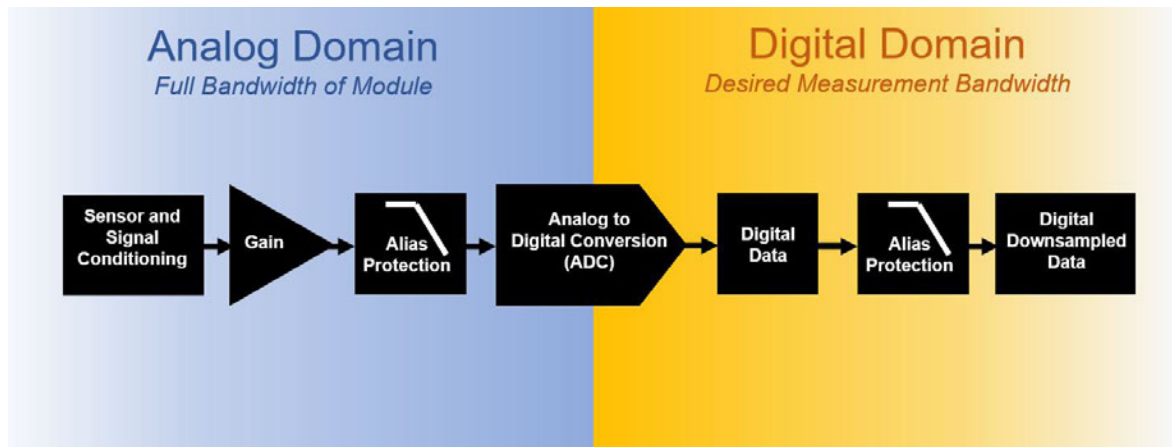 Analog Domain
Full Bandwidth of Module
Digital Domain
Desired Measurement Bandwidth
Sensor and
Signal
Conditioning
Gain
Alias
Protection
Analog to
Digital Conversion
(ADC)
Digital
Data
Alias
Protection
Digital
Downsampled
Data